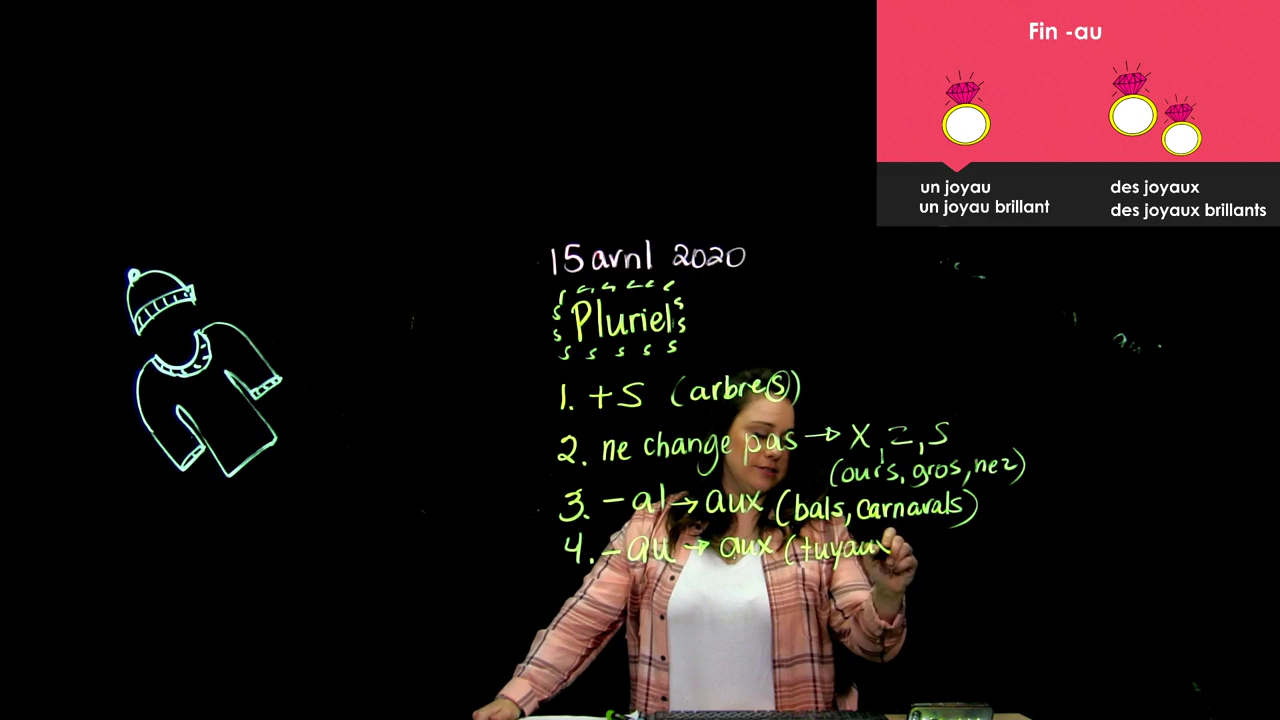 Fin -au
un joyau
un joyau brillant
des joyaux
des joyaux brillants
15 avril 2020
s s s s s s
s Pluriel s
s s
s s s s s
1. +S (arbres)
2. ne change pas → X, z, S
(ours, gros, nez)
3. -al → aux (bals, carnavals)
4. -au → aux (tuyaux